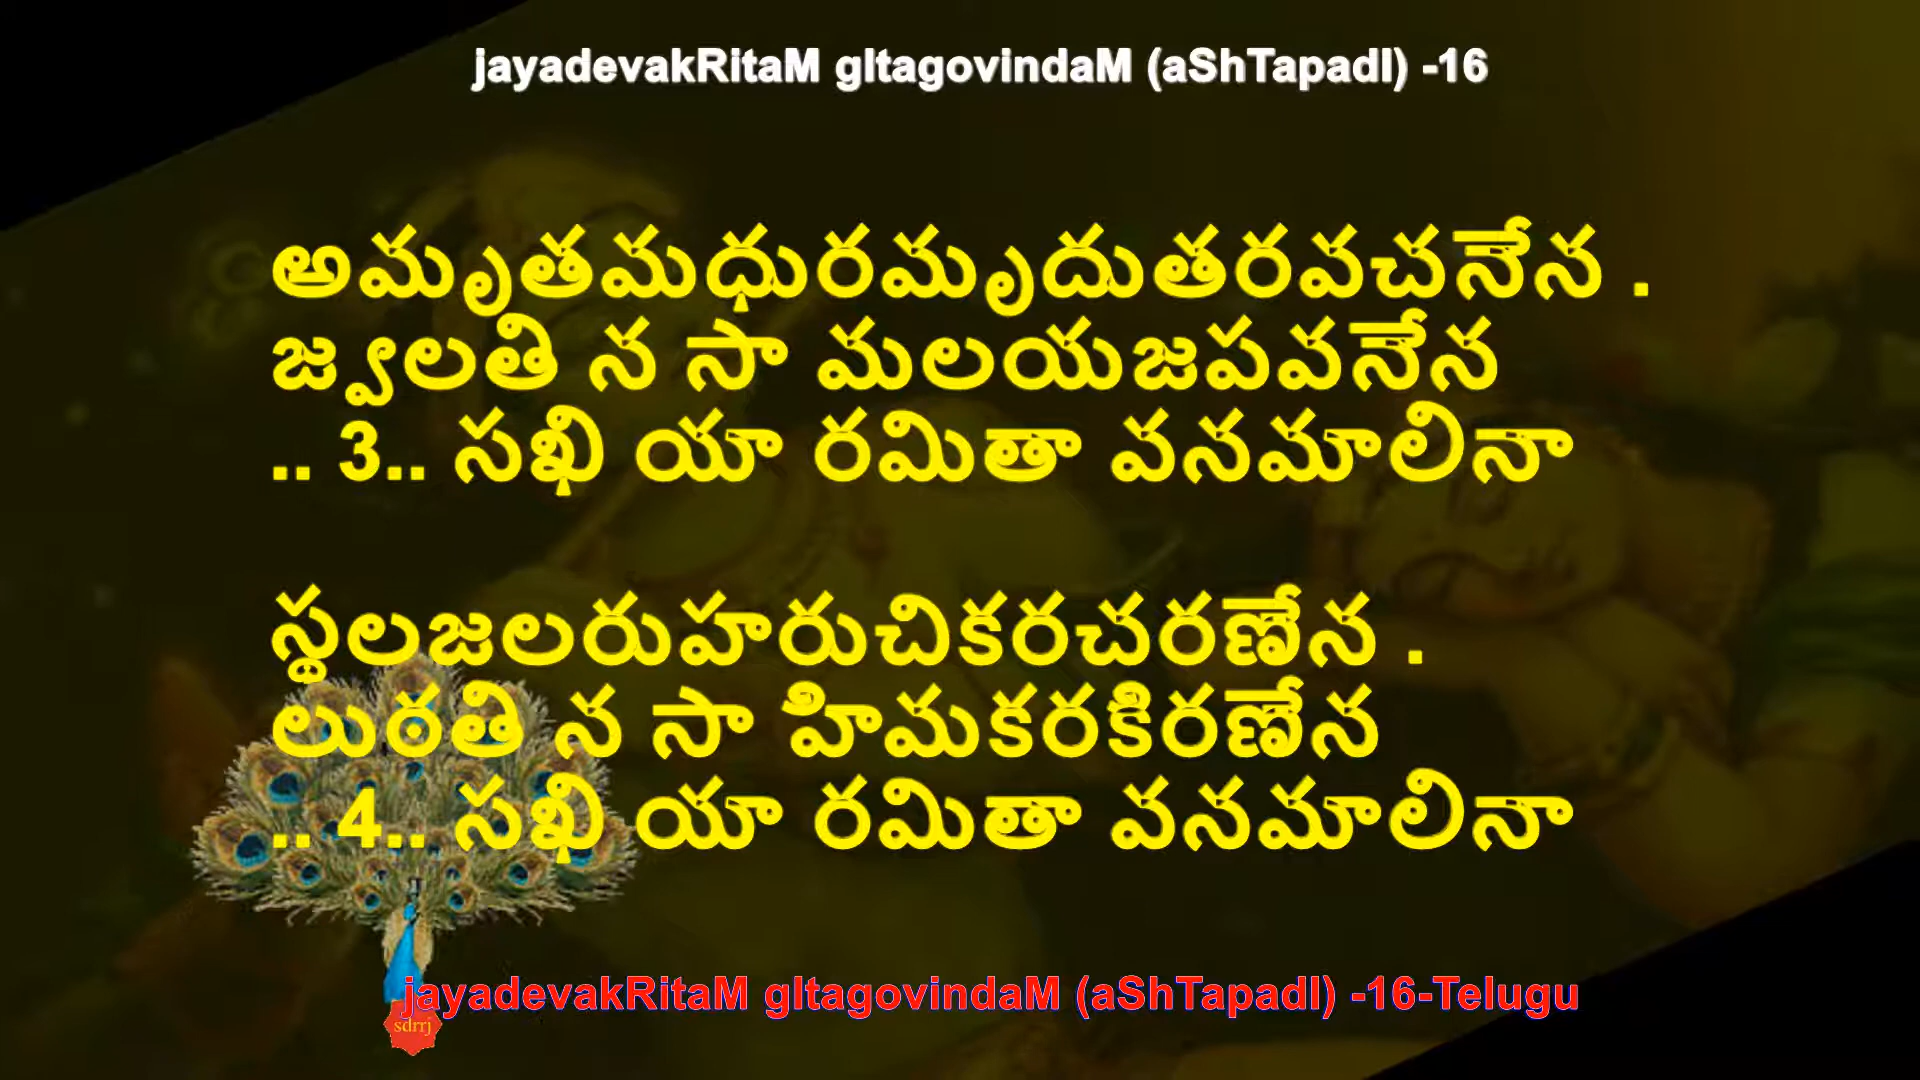 jayadevakRitaM gItagovindaM (aShTapadI) -16
అమృతమధురమృదుతరవచనేన .
జ్వలతి న సా మలయజపవనేన
.. 3.. సఖి యా రమితా వనమాలినా
స్థలజలరుహరుచికరచరణేన .
లుఠతి న సా హిమకరకిరణేన
.. 4.. సఖి యా రమితా వనమాలినా
jayadevakRitaM gItagovindaM (aShTapadI) -16-Telugu
sdrrj